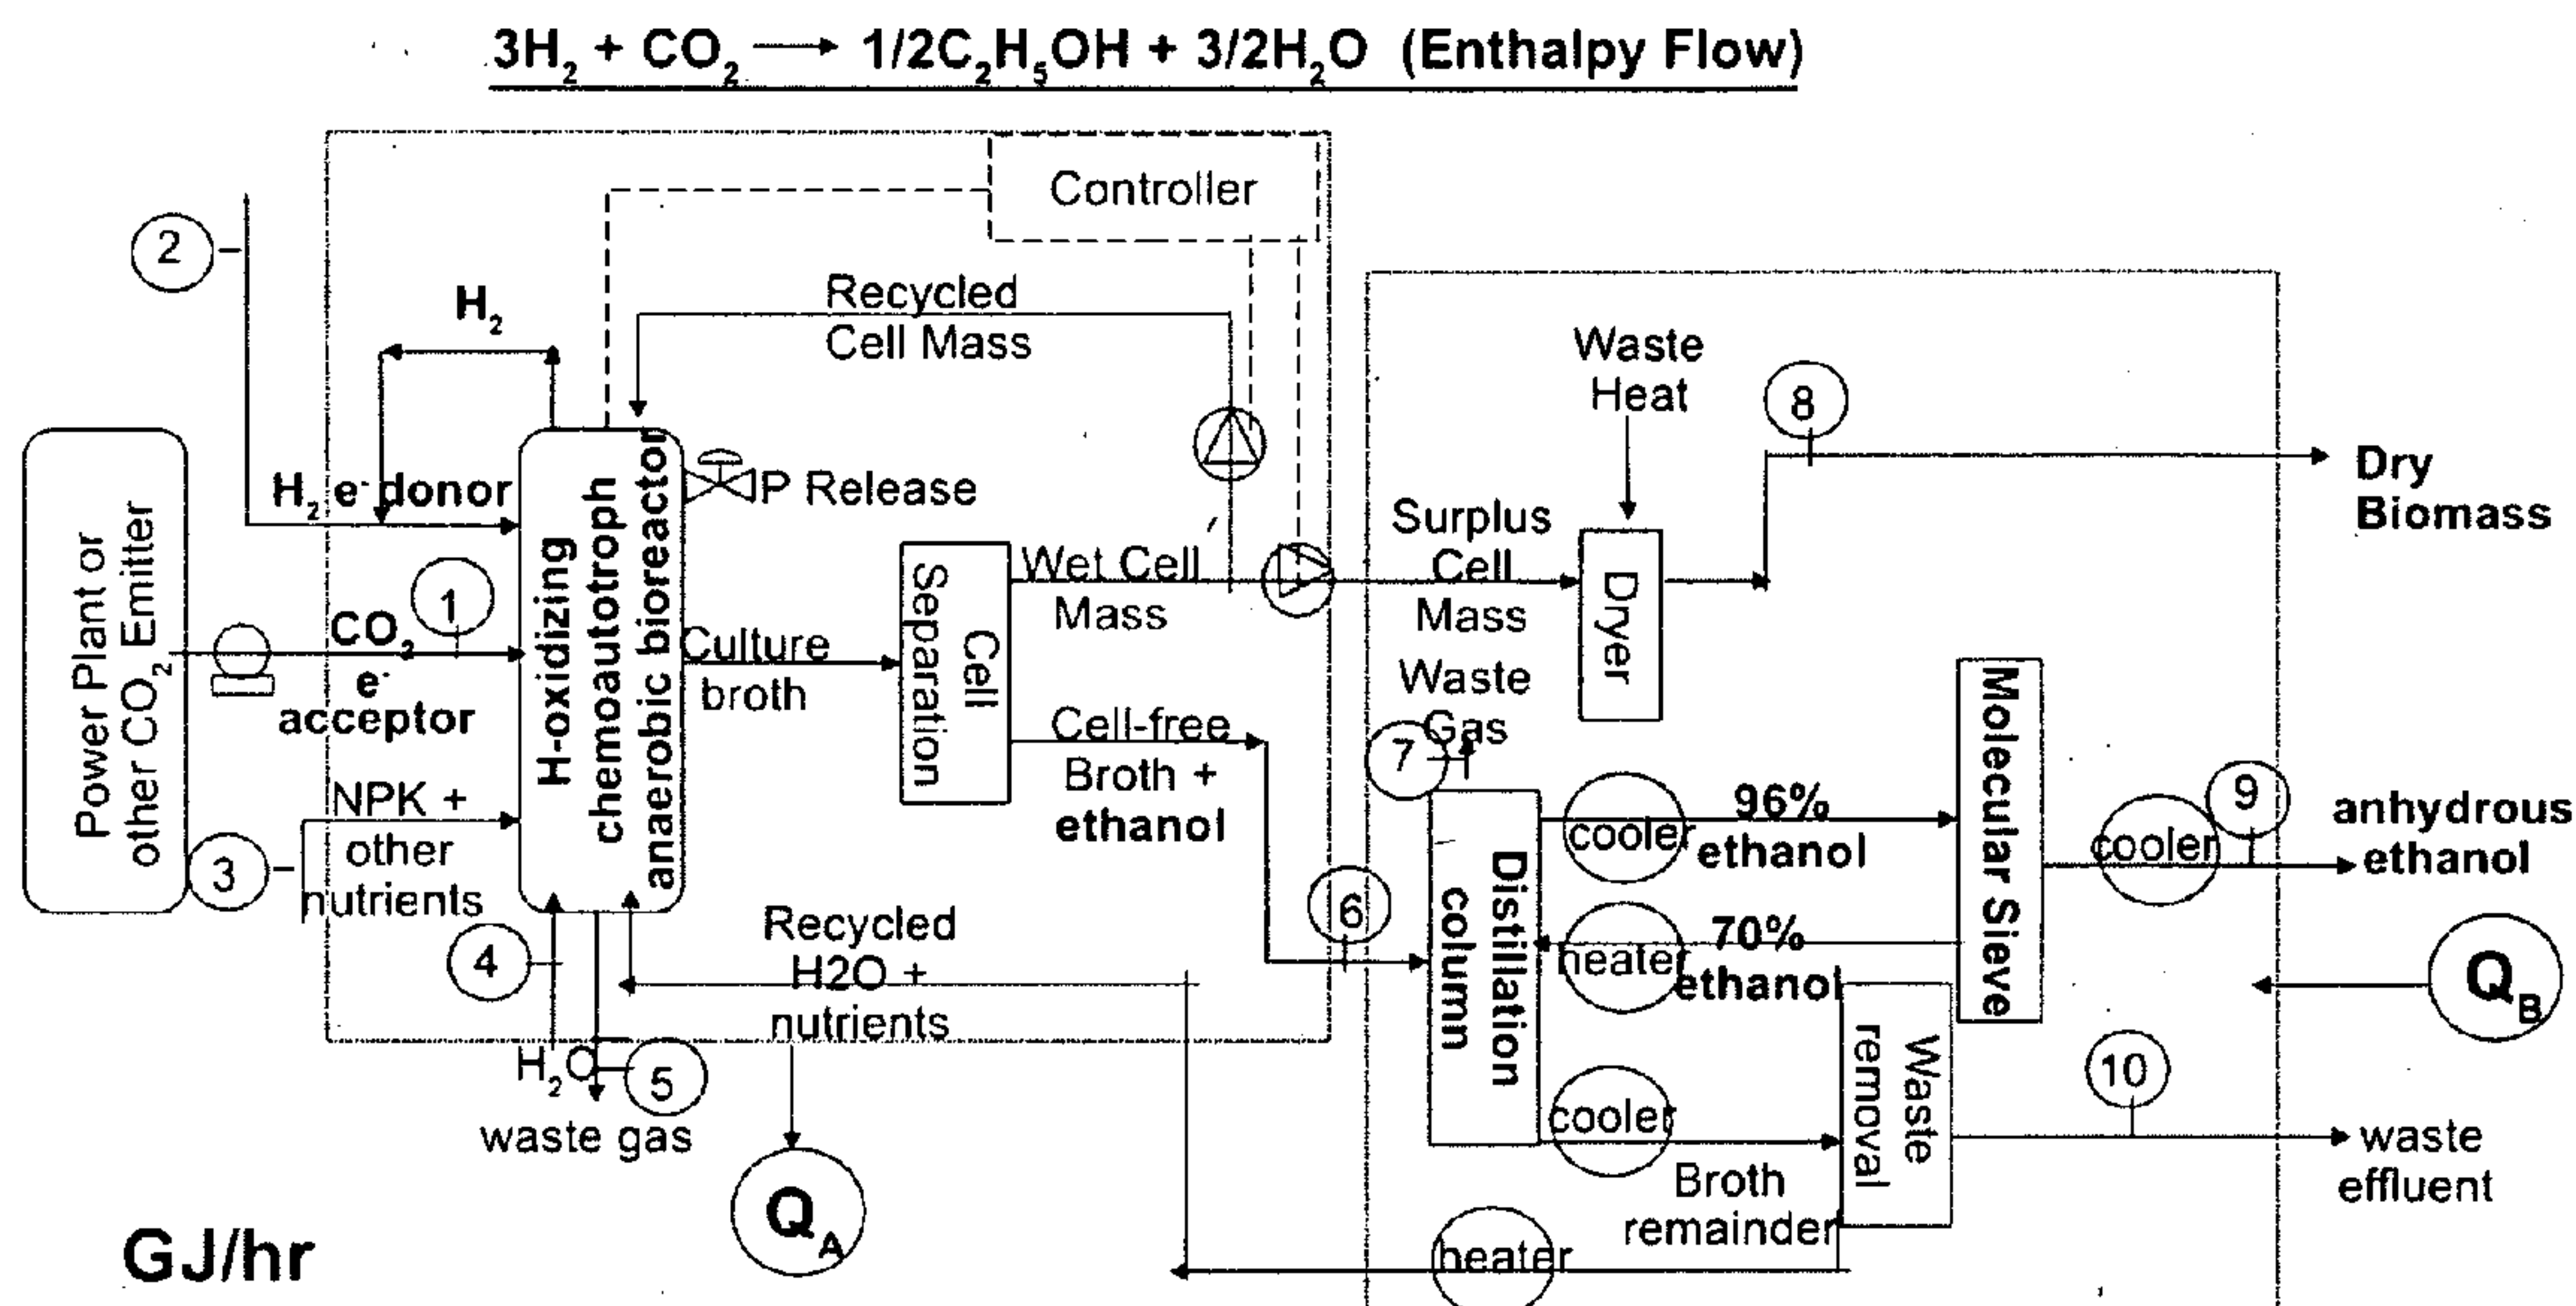 3H₂ + CO₂ → 1/2C₂H₅OH + 3/2H₂O (Enthalpy Flow)
Controller
2
H₂
Recycled
Cell Mass
Waste
Heat
8
Dry
Biomass
H₂ e⁻ donor
P Release
Power Plant or
other CO₂ Emitter
H-oxidizing
chemoautotroph
anaerobic bioreactor
1
CO₂
e⁻
acceptor
Culture
broth
Cell
Separation
Wet Cell
Mass
Surplus
Cell
Mass
Dryer
Waste
Gas
7
Cell-free
Broth +
ethanol
NPK +
other
nutrients
3
4
H₂O
5
waste gas
Recycled
H2O +
nutrients
6
Distillation
column
cooler
96%
ethanol
heater
70%
ethanol
Molecular Sieve
cooler
9
anhydrous
ethanol
Q_B
cooler
Broth
remainder
Waste
removal
10
waste
effluent
Q_A
heater
GJ/hr